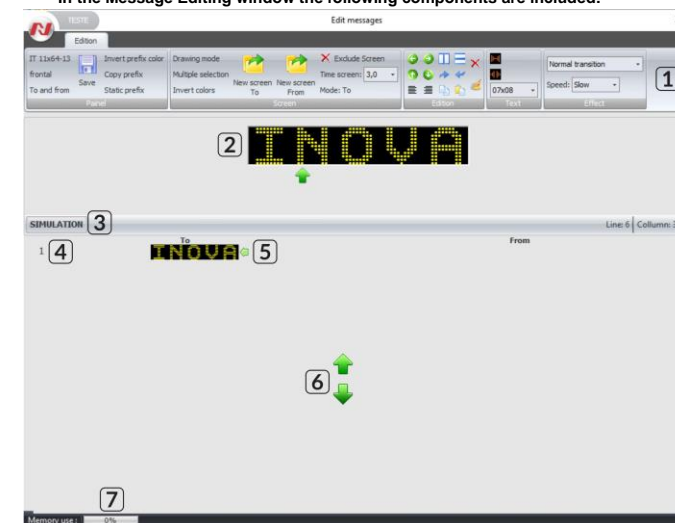 In the Message Editing window the following components are included:
TESTE
Edit messages
Edition
IT 11x64-13
frontal
To and from
Save
Invert prefix color
Copy prefix
Static prefix
Panel
Drawing mode
Multiple selection
Invert colors
New screen To
New screen From
Exclude Screen
Time screen: 3,0
Mode: To
Screen
Edition
07x08
Text
Normal transition
Speed: Slow
Effect
1
2
INOVA
SIMULATION
3
Line: 6
Collumn:
To
From
1
4
INOVA
5
6
7
Memory use :
0%